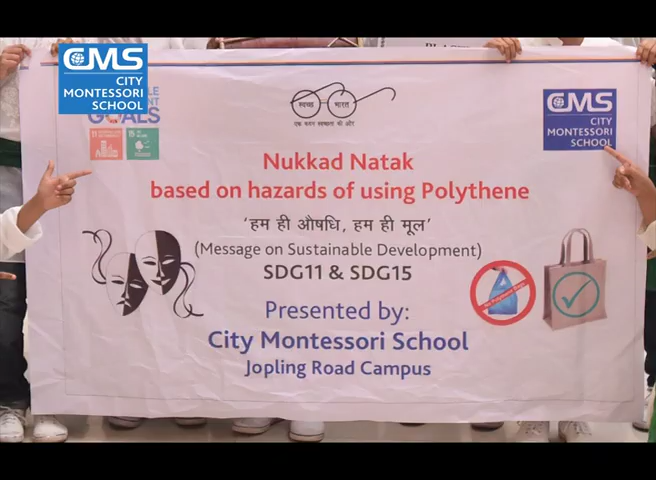 CMS
CITY
MONTESSORI
SCHOOL
GOALS
11
15
स्वच्छ भारत
एक कदम स्वच्छता की ओर
CMS
CITY
MONTESSORI
SCHOOL
Nukkad Natak
based on hazards of using Polythene
'हम ही औषधि, हम ही मूल'
(Message on Sustainable Development)
SDG11 & SDG15
Presented by:
City Montessori School
Jopling Road Campus